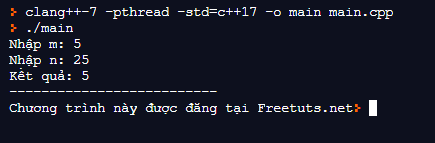 > clang++-7 -pthread -std=c++17 -o main main.cpp
> ./main
Nhập m: 5
Nhập n: 25
Kết quả: 5
---------------------------
Chương trình này được đăng tại Freetuts.net>